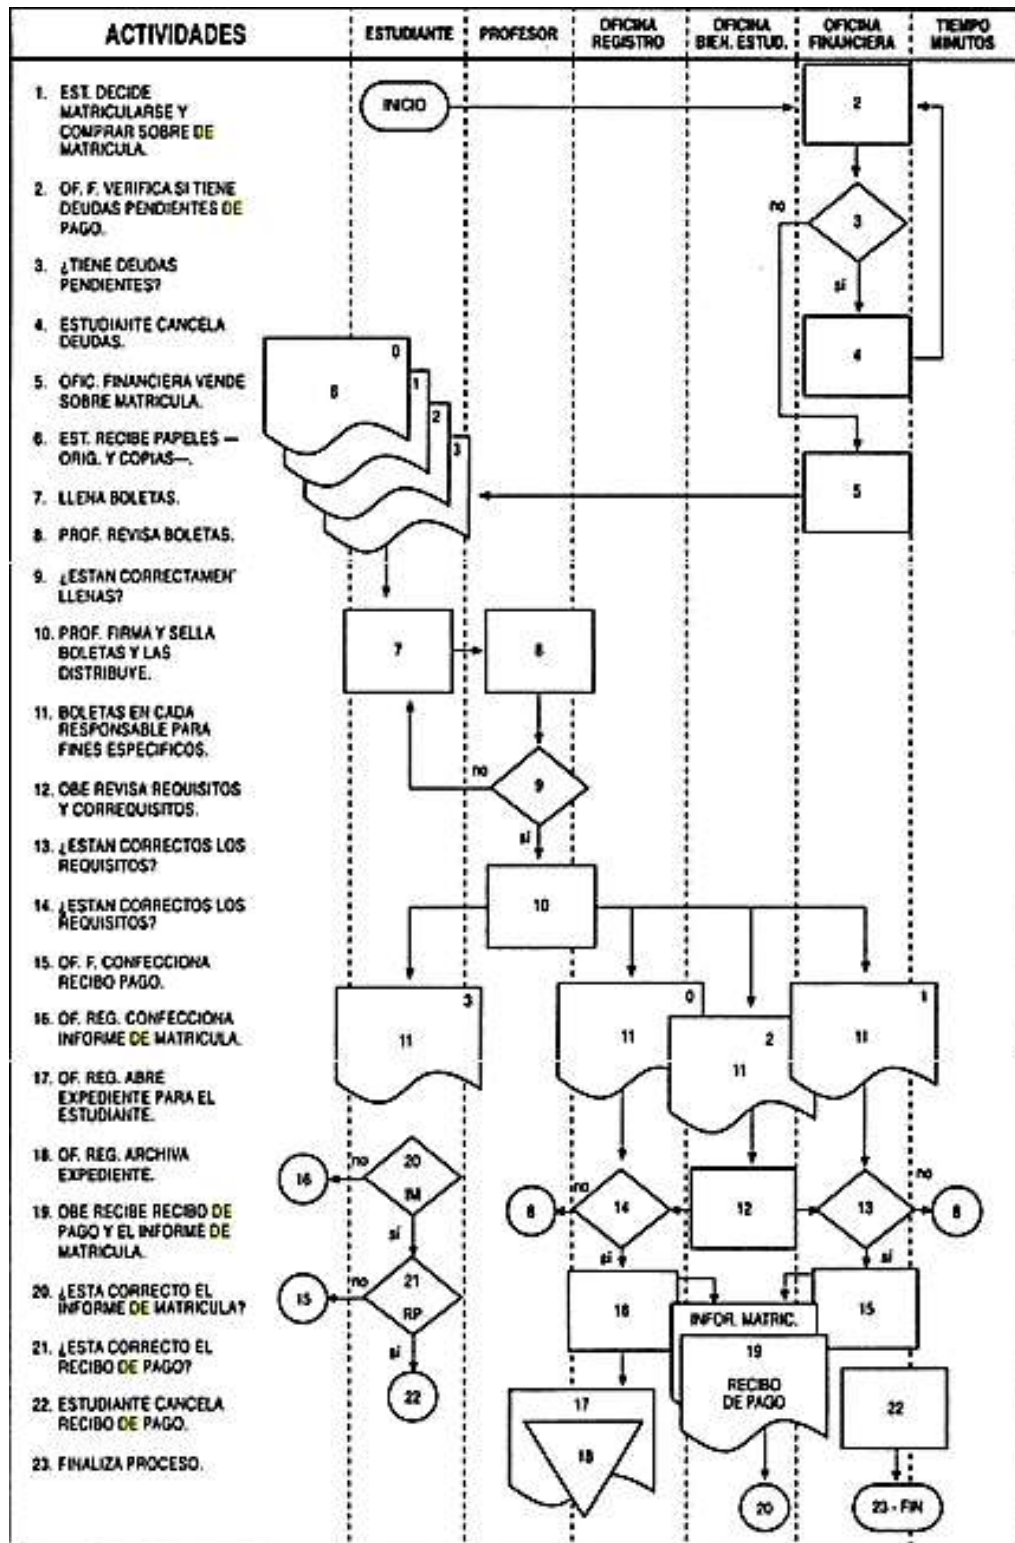 ACTIVIDADES
ESTUDIANTE
PROFESOR
OFICINA
REGISTRO
OFICINA
BIEN. ESTUD.
OFICINA
FINANCIERA
TIEMPO
MINUTOS
1. EST. DECIDE
MATRICULARSE Y
COMPRAR SOBRE DE
MATRICULA.
2. OF. F. VERIFICA SI TIENE
DEUDAS PENDIENTES DE
PAGO.
3. ¿TIENE DEUDAS
PENDIENTES?
4. ESTUDIANTE CANCELA
DEUDAS.
5. OFIC. FINANCIERA VENDE
SOBRE MATRICULA.
6. EST. RECIBE PAPELES —
ORIG. Y COPIAS—.
7. LLENA BOLETAS.
8. PROF. REVISA BOLETAS.
9. ¿ESTAN CORRECTAMEN
LLENAS?
10. PROF. FIRMA Y SELLA
BOLETAS Y LAS
DISTRIBUYE.
11. BOLETAS EN CADA
RESPONSABLE PARA
FINES ESPECIFICOS.
12. OBE REVISA REQUISITOS
Y CORREQUISITOS.
13. ¿ESTAN CORRECTOS LOS
REQUISITOS?
14. ¿ESTAN CORRECTOS LOS
REQUISITOS?
15. OF. F. CONFECCIONA
RECIBO PAGO.
16. OF. REG. CONFECCIONA
INFORME DE MATRICULA.
17. OF. REG. ABRE
EXPEDIENTE PARA EL
ESTUDIANTE.
18. OF. REG. ARCHIVA
EXPEDIENTE.
19. OBE RECIBE RECIBO DE
PAGO Y EL INFORME DE
MATRICULA.
20. ¿ESTA CORRECTO EL
INFORME DE MATRICULA?
21. ¿ESTA CORRECTO EL
RECIBO DE PAGO?
22. ESTUDIANTE CANCELA
RECIBO DE PAGO.
23. FINALIZA PROCESO.
INICIO
2
no
3
sí
4
0
6
1
2
3
5
7
8
no
9
sí
10
3
11
0
11
2
11
1
11
16
no
20
IM
sí
15
no
21
RP
sí
22
8
no
14
sí
12
13
no
8
sí
16
INFOR. MATRIC.
15
19
RECIBO
DE PAGO
17
18
22
20
23 - FIN